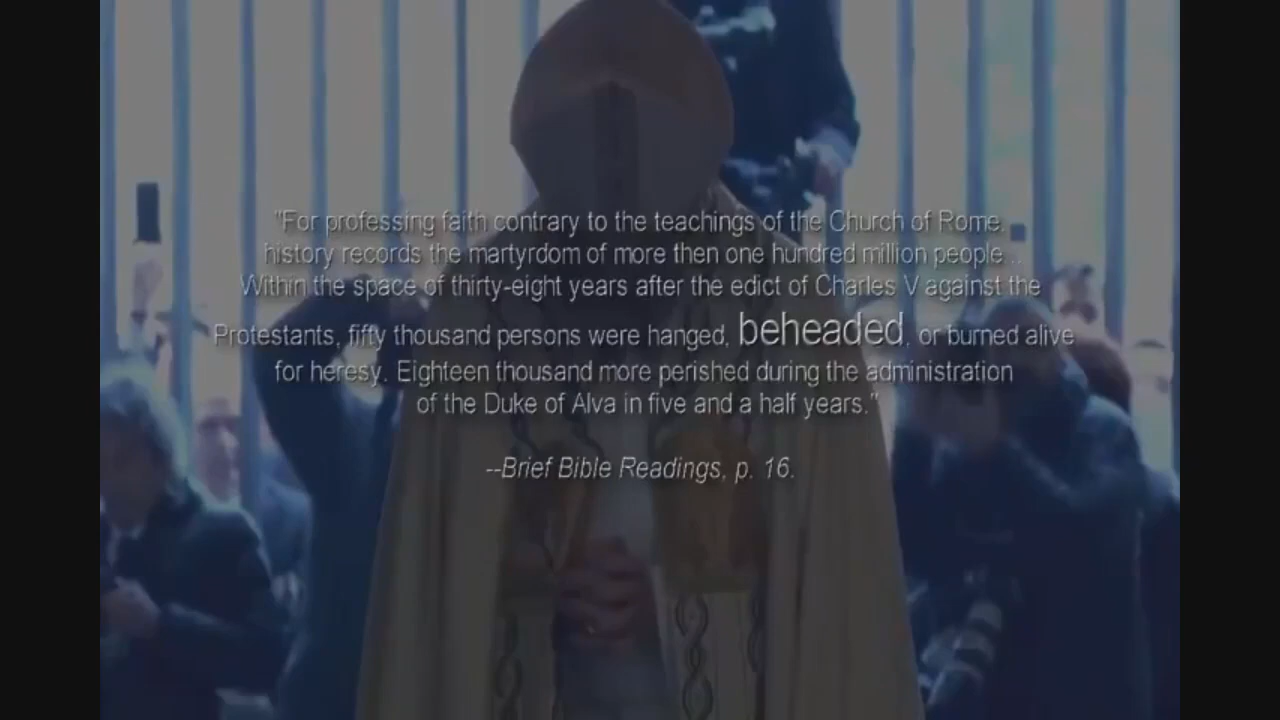 "For professing faith contrary to the teachings of the Church of Rome,
history records the martyrdom of more then one hundred million people ..
Within the space of thirty-eight years after the edict of Charles V against the
Protestants, fifty thousand persons were hanged, beheaded, or burned alive
for heresy. Eighteen thousand more perished during the administration
of the Duke of Alva in five and a half years."
--Brief Bible Readings, p. 16.